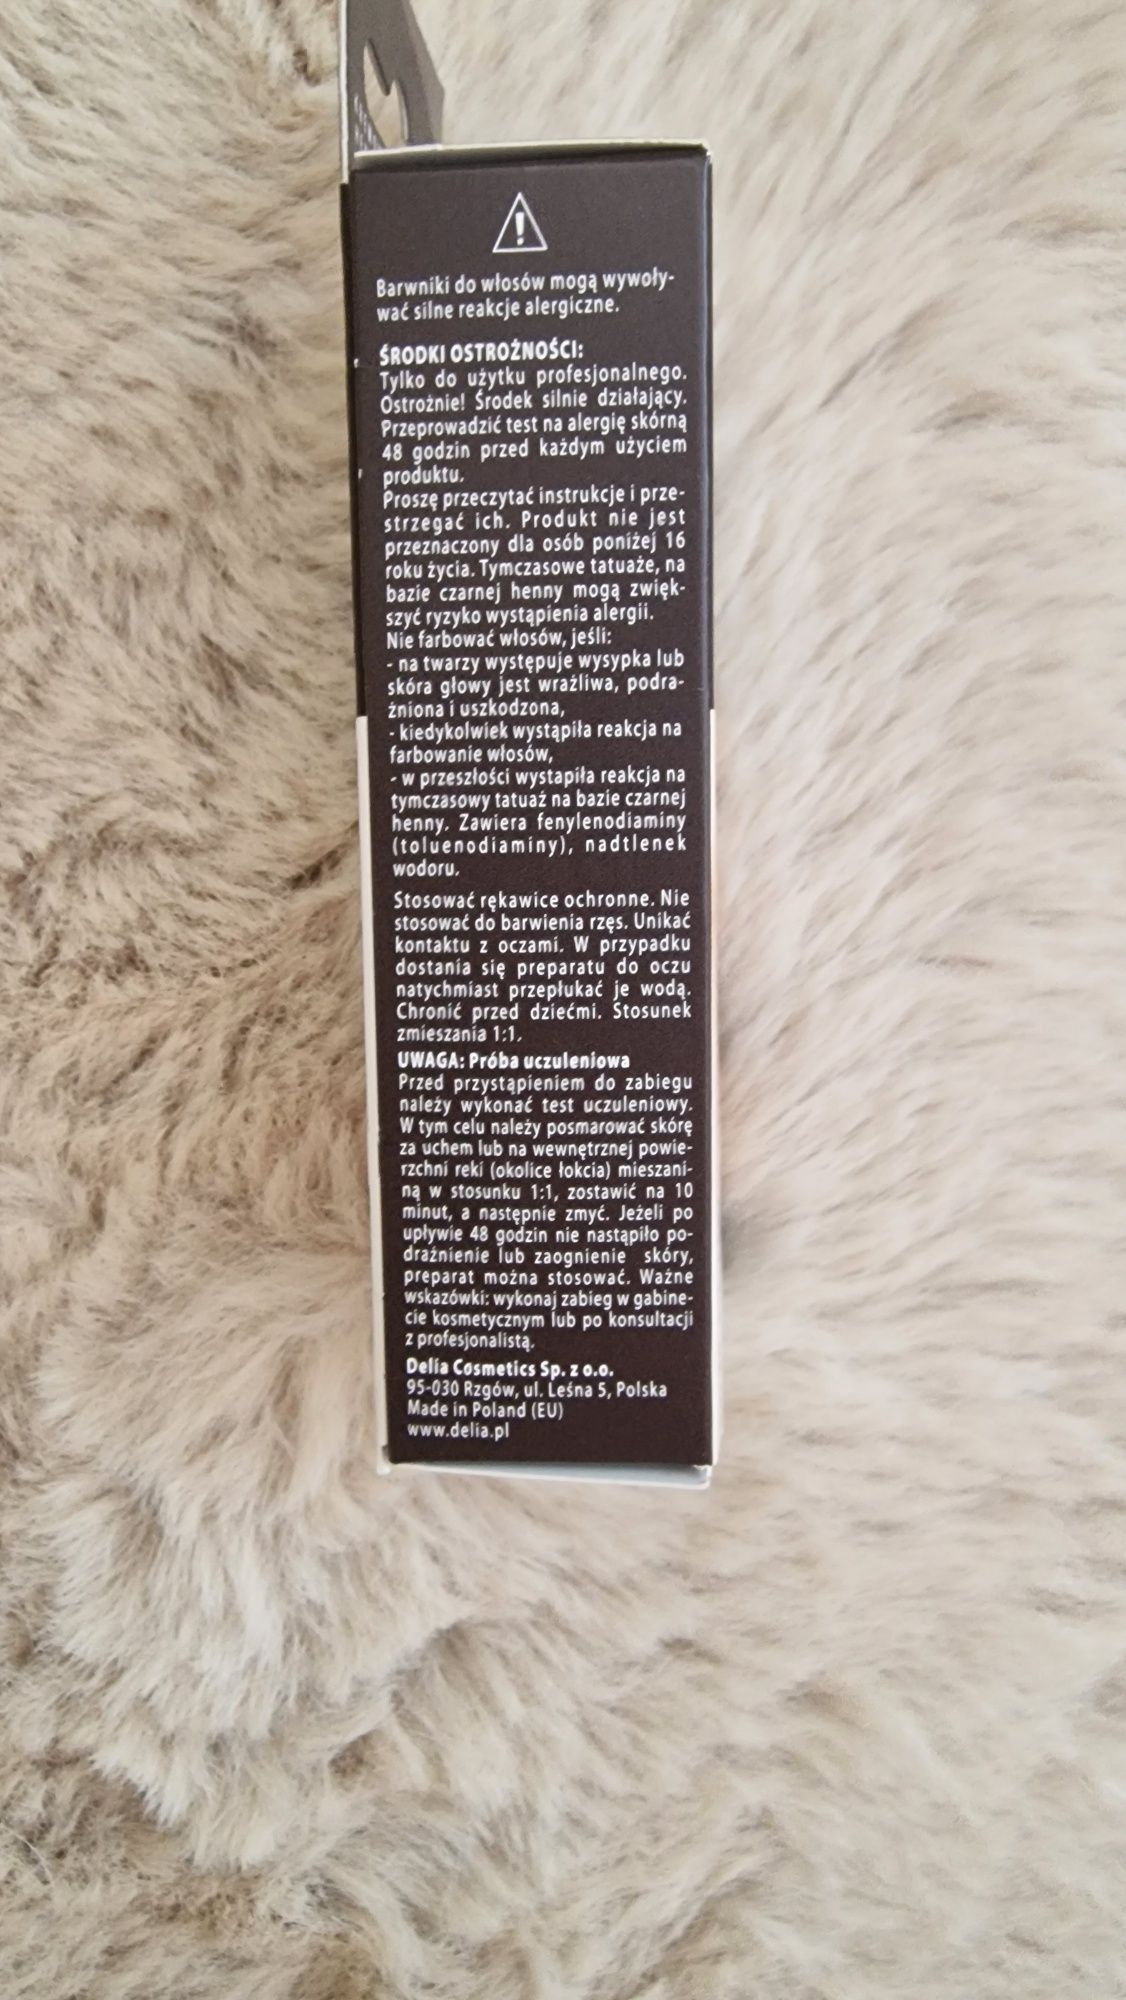 Barwniki do włosów mogą wywoły-
wać silne reakcje alergiczne.
ŚRODKI OSTROŻNOŚCI:
Tylko do użytku profesjonalnego.
Ostrożnie! Środek silnie działający.
Przeprowadzić test na alergię skórną
48 godzin przed każdym użyciem
produktu.
Proszę przeczytać instrukcje i prze-
strzegać ich. Produkt nie jest
przeznaczony dla osób poniżej 16
roku życia. Tymczasowe tatuaże, na
bazie czarnej henny mogą zwięk-
szyć ryzyko wystąpienia alergii.
Nie farbować włosów, jeśli:
- na twarzy występuje wysypka lub
skóra głowy jest wrażliwa, podra-
żniona i uszkodzona,
- kiedykolwiek wystąpiła reakcja na
farbowanie włosów,
- w przeszłości wystapiła reakcja na
tymczasowy tatuaż na bazie czarnej
henny. Zawiera fenylenodiaminy
(toluenodiaminy), nadtlenek
wodoru.
Stosować rękawice ochronne. Nie
stosować do barwienia rzęs. Unikać
kontaktu z oczami. W przypadku
dostania się preparatu do oczu
natychmiast przepłukać je wodą.
Chronić przed dziećmi. Stosunek
zmieszania 1:1.
UWAGA: Próba uczuleniowa
Przed przystąpieniem do zabiegu
należy wykonać test uczuleniowy.
W tym celu należy posmarować skórę
za uchem lub na wewnętrznej powie-
rzchni reki (okolice łokcia) mieszani-
ną w stosunku 1:1, zostawić na 10
minut, a następnie zmyć. Jeżeli po
upływie 48 godzin nie nastąpiło po-
drażnienie lub zaognienie skóry,
preparat można stosować. Ważne
wskazówki: wykonaj zabieg w gabine-
cie kosmetycznym lub po konsultacji
z profesjonalistą.
Delia Cosmetics Sp. z o.o.
95-030 Rzgów, ul. Leśna 5, Polska
Made in Poland (EU)
www.delia.pl